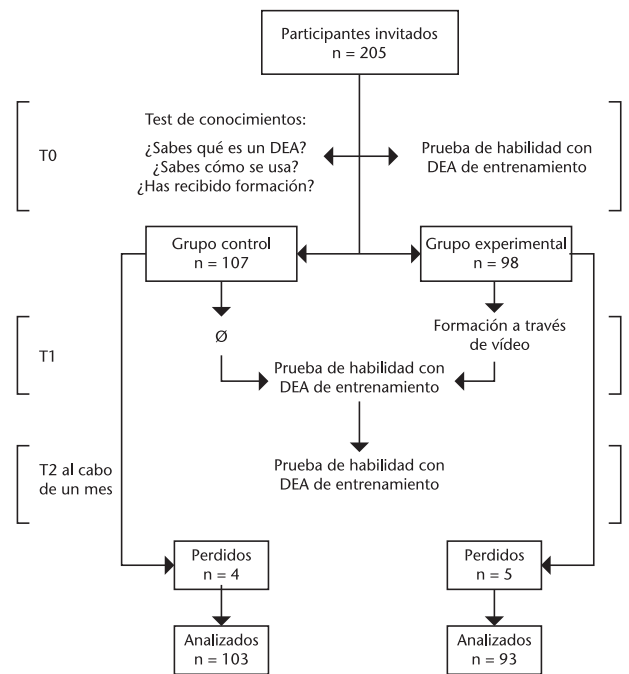 Participantes invitados
n = 205
T0
Test de conocimientos:
¿Sabes qué es un DEA?
¿Sabes cómo se usa?
¿Has recibido formación?
Prueba de habilidad con
DEA de entrenamiento
Grupo control
n = 107
Grupo experimental
n = 98
T1
Ø
Formación a través
de vídeo
Prueba de habilidad con
DEA de entrenamiento
T2 al cabo
de un mes
Prueba de habilidad con
DEA de entrenamiento
Perdidos
n = 4
Perdidos
n = 5
Analizados
n = 103
Analizados
n = 93